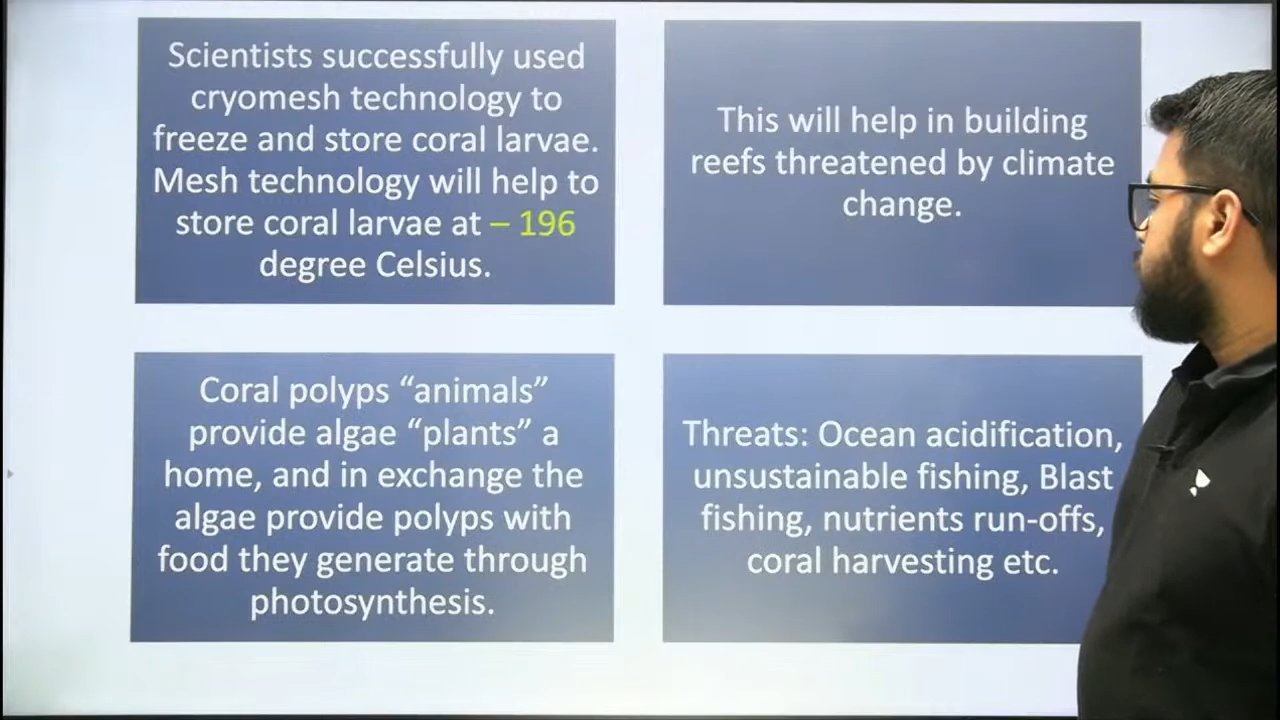 Scientists successfully used
cryomesh technology to
freeze and store coral larvae.
Mesh technology will help to
store coral larvae at – 196
degree Celsius.
This will help in building
reefs threatened by climate
change.
Coral polyps “animals”
provide algae “plants” a
home, and in exchange the
algae provide polyps with
food they generate through
photosynthesis.
Threats: Ocean acidification,
unsustainable fishing, Blast
fishing, nutrients run-offs,
coral harvesting etc.